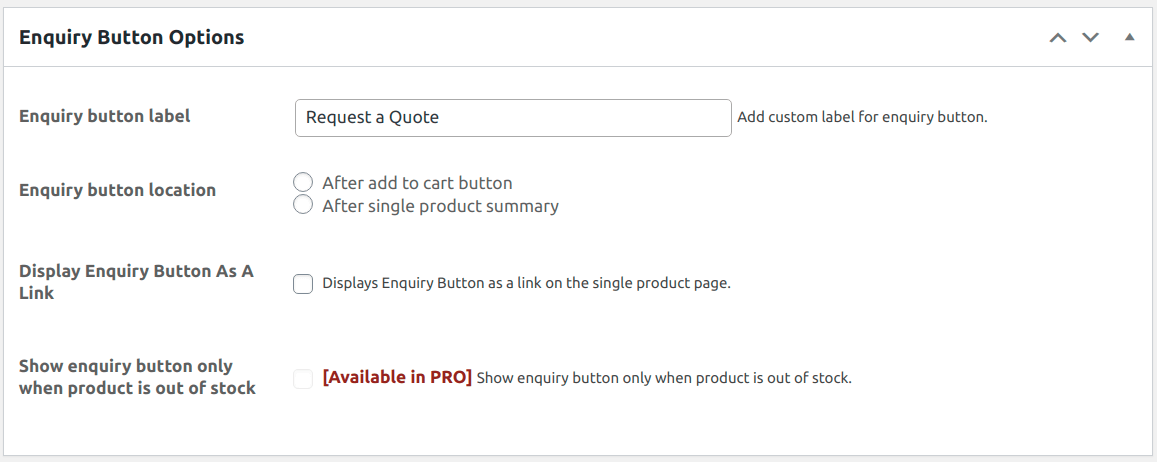 Enquiry Button Options
Enquiry button label
Request a Quote
Add custom label for enquiry button.
Enquiry button location
After add to cart button
After single product summary
Display Enquiry Button As A
Link
Displays Enquiry Button as a link on the single product page.
Show enquiry button only
when product is out of stock
[Available in PRO] Show enquiry button only when product is out of stock.